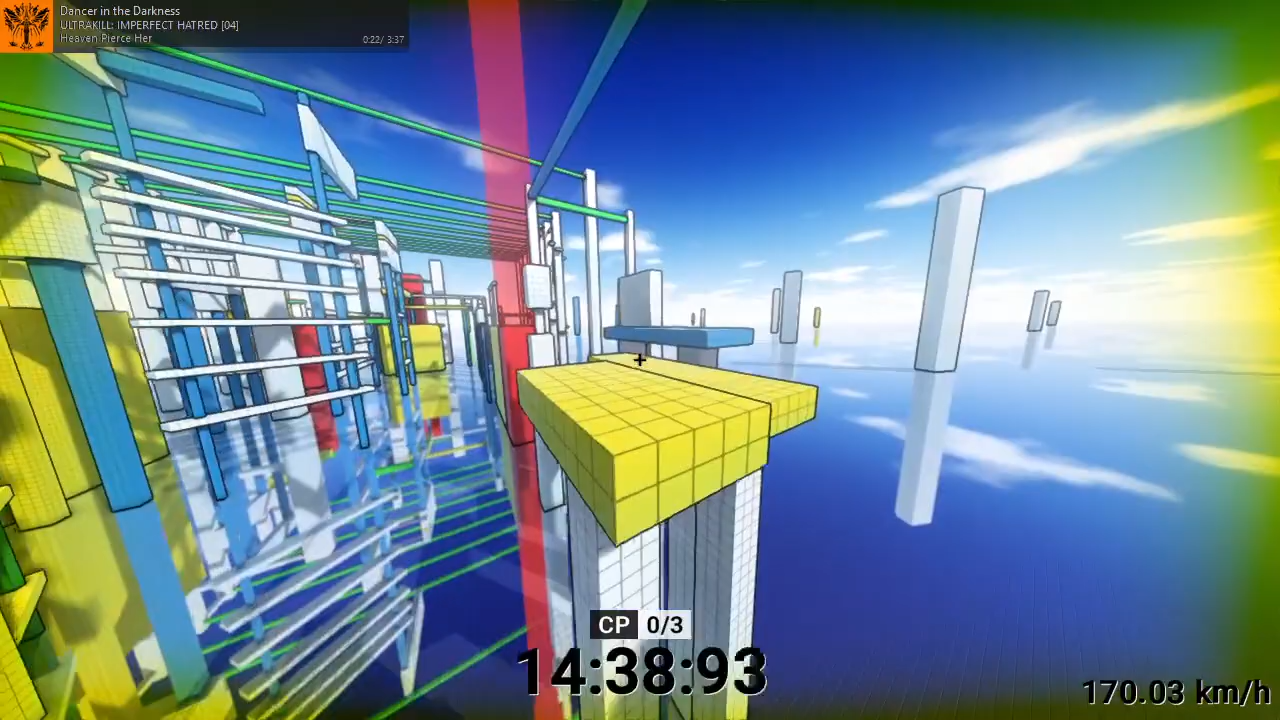 Dancer in the Darkness
ULTRAKILL: IMPERFECT HATRED [04]
Heaven Pierce Her
0:22/ 3:37
CP 0/3
14:38:93
170.03 km/h